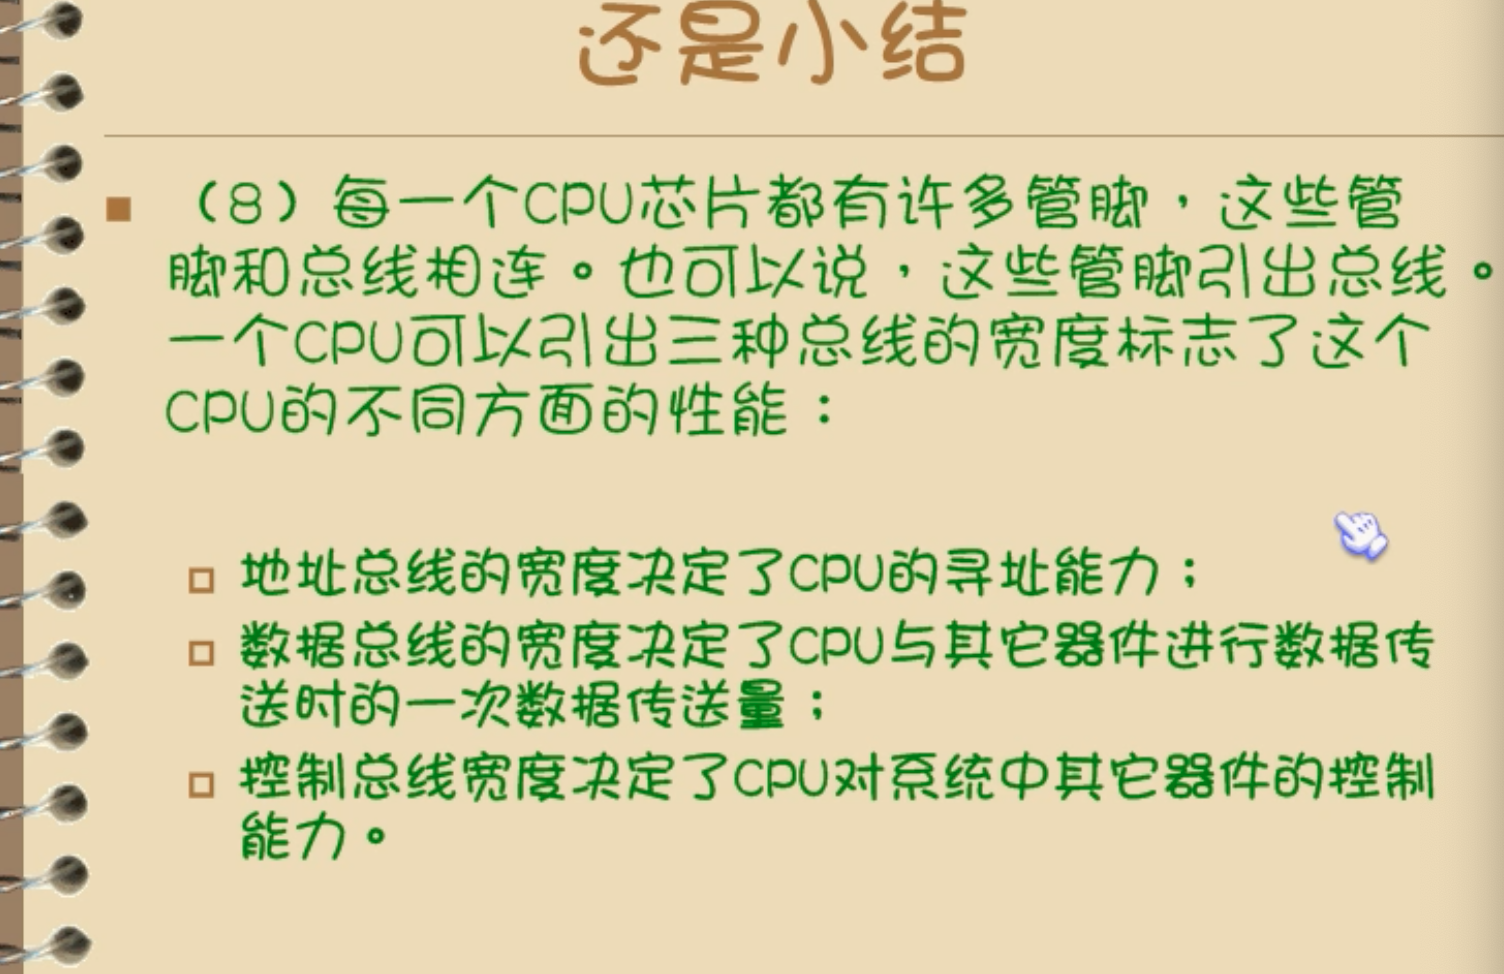 还是小结
（8）每一个CPU芯片都有许多管脚，这些管
脚和总线相连。也可以说，这些管脚引出总线。
一个CPU可以引出三种总线的宽度标志了这个
CPU的不同方面的性能：
地址总线的宽度决定了CPU的寻址能力；
数据总线的宽度决定了CPU与其它器件进行数据传
送时的一次数据传送量；
控制总线宽度决定了CPU对系统中其它器件的控制
能力。